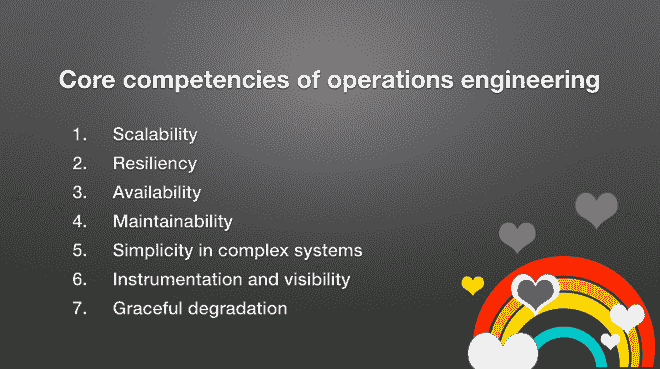 Core competencies of operations engineering
1. Scalability
2. Resiliency
3. Availability
4. Maintainability
5. Simplicity in complex systems
6. Instrumentation and visibility
7. Graceful degradation